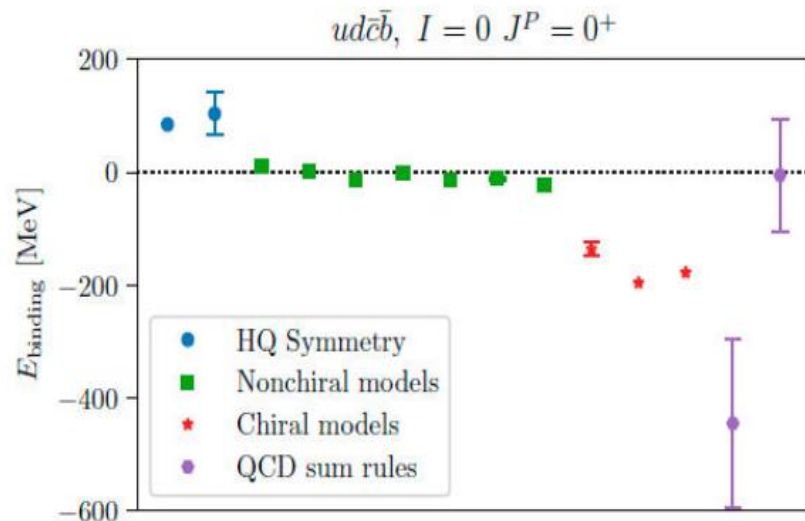 udc̄b̄, I = 0 J^P = 0^+
200
0
−200
−400
−600
E_binding [MeV]
HQ Symmetry
Nonchiral models
Chiral models
QCD sum rules